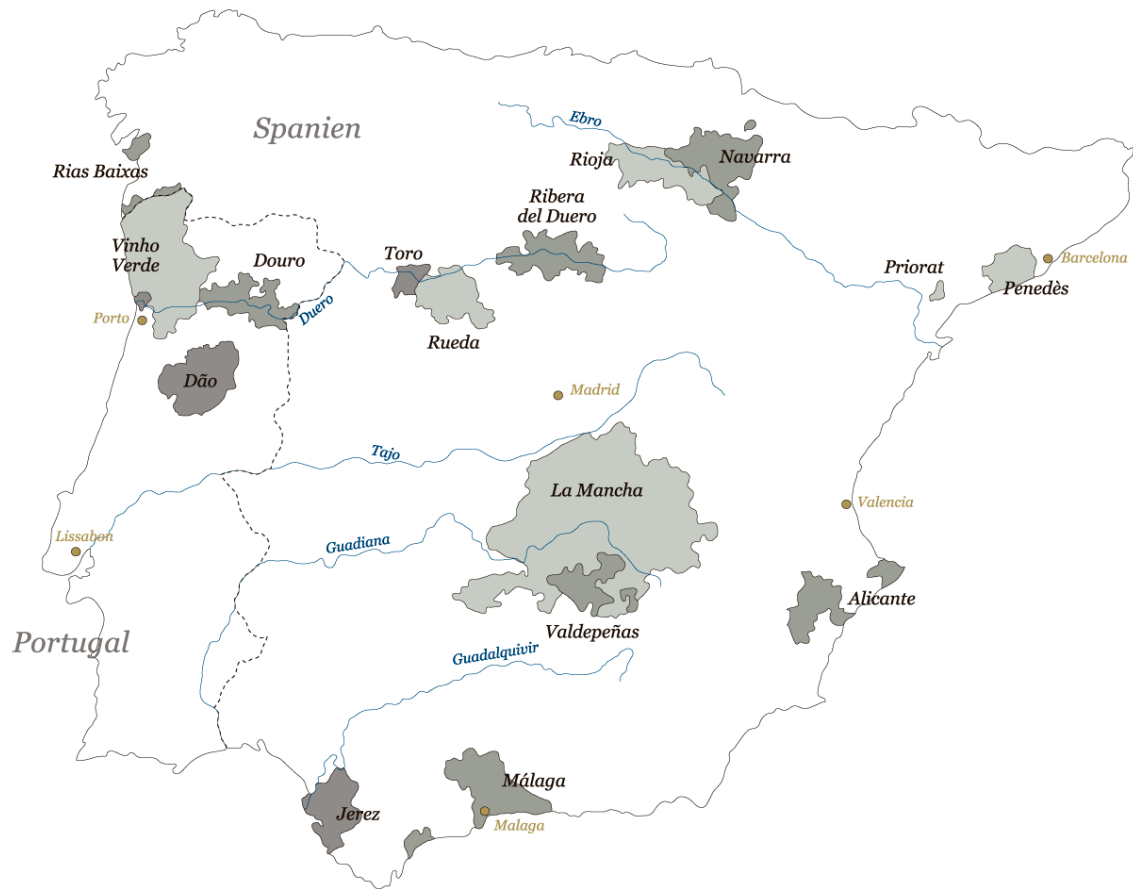 Spanien
Ebro
Rioja
Navarra
Rias Baixas
Ribera
del Duero
Vinho
Verde
Douro
Toro
Priorat
Barcelona
Penedès
Duero
Porto
Rueda
Dão
Madrid
Tajo
La Mancha
Valencia
Lissabon
Guadiana
Alicante
Portugal
Valdepeñas
Guadalquivir
Málaga
Jerez
Malaga